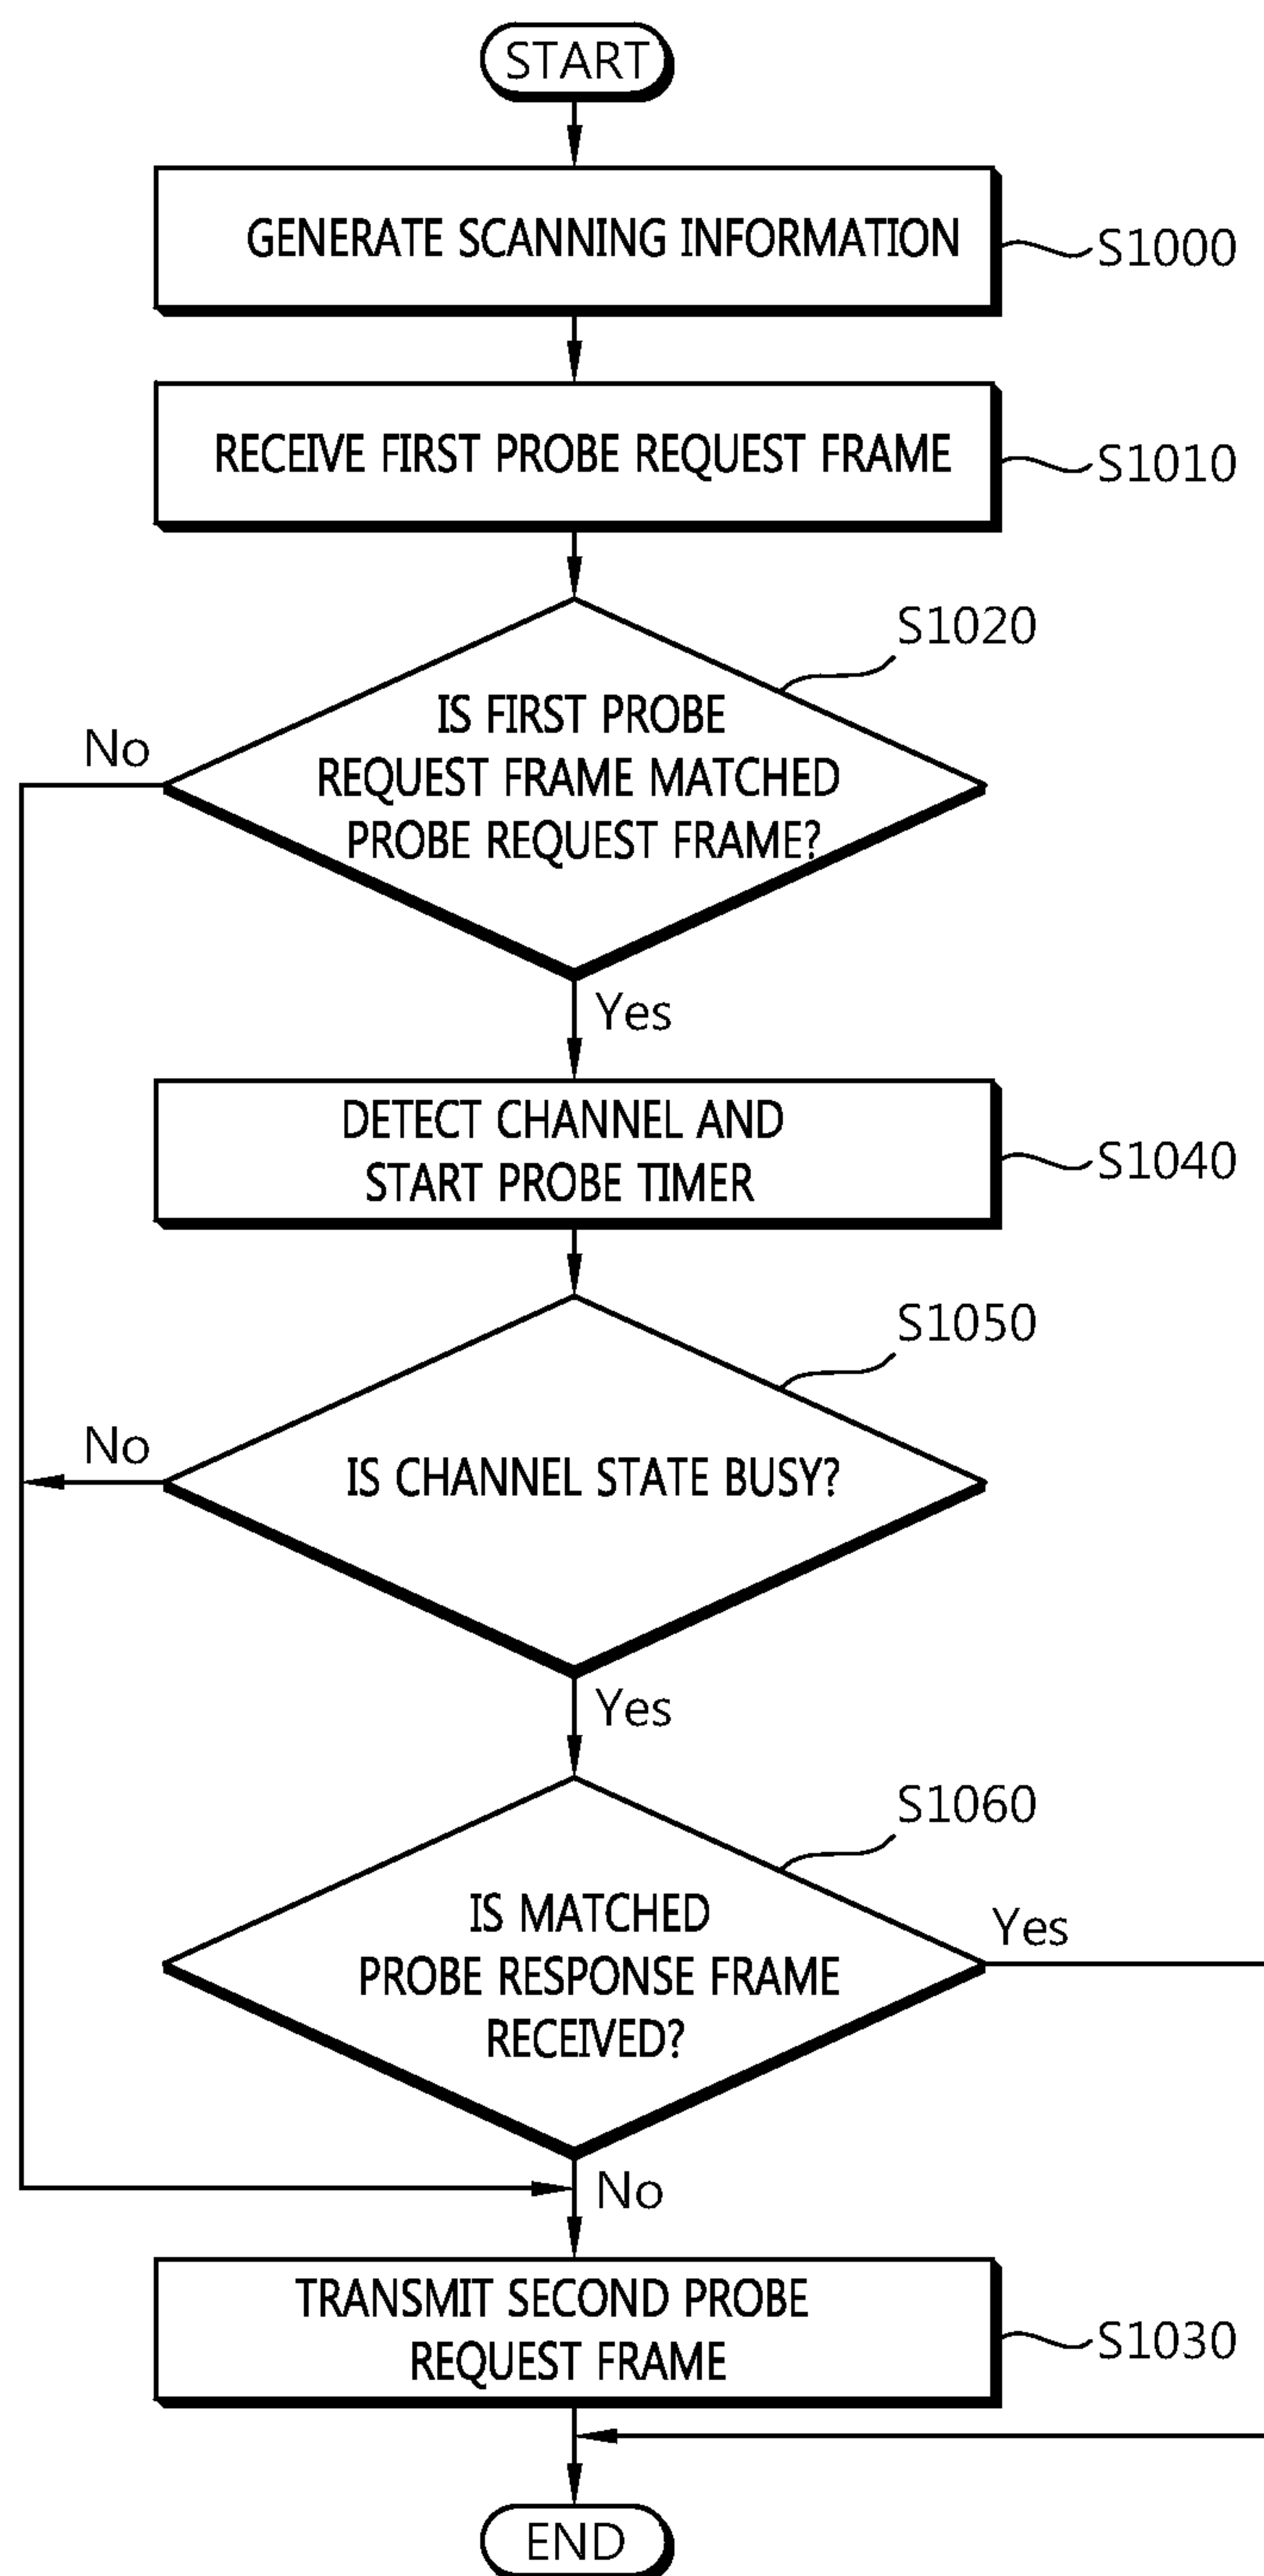 START
GENERATE SCANNING INFORMATION
S1000
RECEIVE FIRST PROBE REQUEST FRAME
S1010
S1020
IS FIRST PROBE
REQUEST FRAME MATCHED
PROBE REQUEST FRAME?
No
Yes
DETECT CHANNEL AND
START PROBE TIMER
S1040
S1050
IS CHANNEL STATE BUSY?
No
Yes
S1060
IS MATCHED
PROBE RESPONSE FRAME
RECEIVED?
Yes
No
TRANSMIT SECOND PROBE
REQUEST FRAME
S1030
END